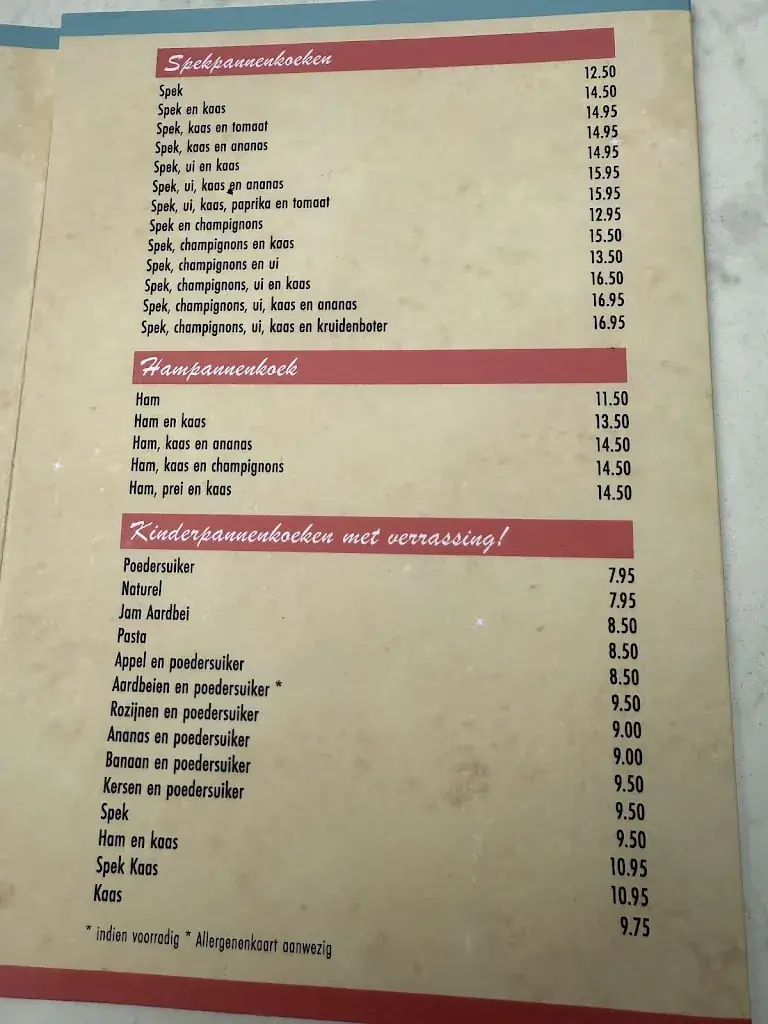 Spekpannenkoeken
Spek 12.50
Spek en kaas 14.50
Spek, kaas en tomaat 14.95
Spek, kaas en ananas 14.95
Spek, ui en kaas 14.95
Spek, ui, kaas en ananas 15.95
Spek, ui, kaas, paprika en tomaat 15.95
Spek en champignons 12.95
Spek, champignons en kaas 15.50
Spek, champignons en ui 13.50
Spek, champignons, ui en kaas 16.50
Spek, champignons, ui, kaas en ananas 16.95
Spek, champignons, ui, kaas en kruidenboter 16.95
Hampannenkoek
Ham 11.50
Ham en kaas 13.50
Ham, kaas en ananas 14.50
Ham, kaas en champignons 14.50
Ham, prei en kaas 14.50
Kinderpannenkoeken met verrassing!
Poedersuiker 7.95
Naturel 7.95
Jam Aardbei 8.50
Pasta 8.50
Appel en poedersuiker 8.50
Aardbeien en poedersuiker * 9.50
Rozijnen en poedersuiker 9.00
Ananas en poedersuiker 9.00
Banaan en poedersuiker 9.50
Kersen en poedersuiker 9.50
Spek 9.50
Ham en kaas 10.95
Spek Kaas 10.95
Kaas 9.75
* indien voorradig * Allergenenkaart aanwezig